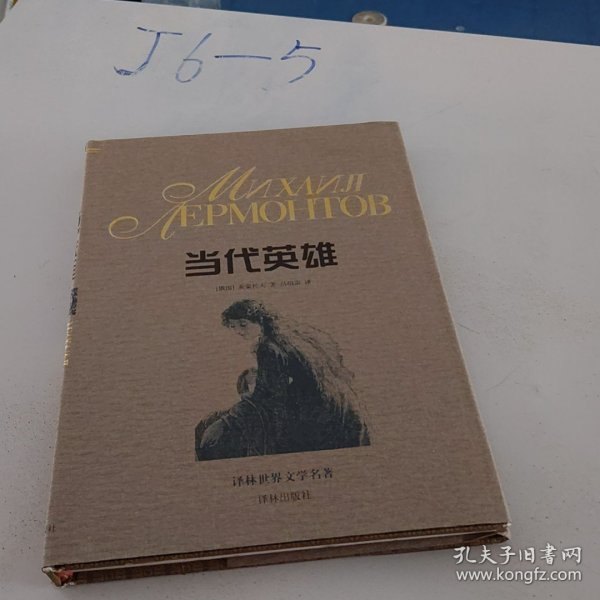 J6-5
МИХАИЛ
ЛЕРМОНТОВ
当代英雄
译林世界文学名著
译林出版社
社
孔夫子旧书网
www.kongfz.com